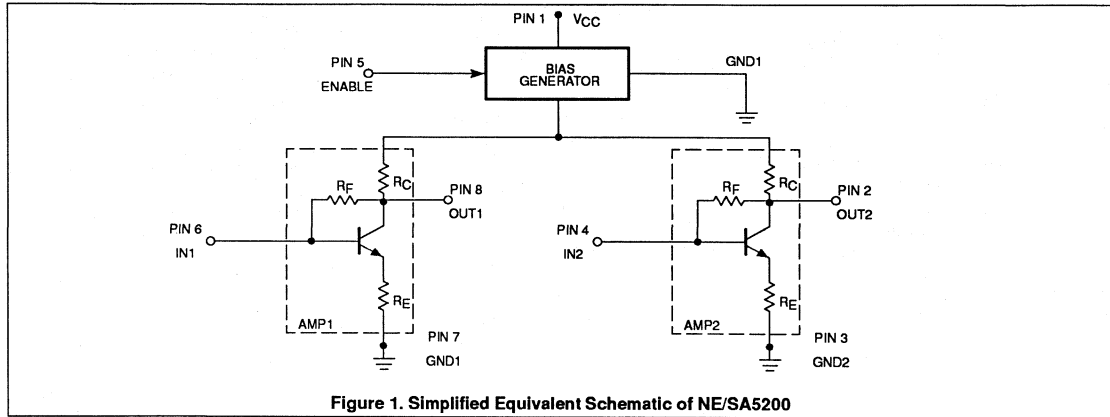 PIN 1
VCC
PIN 5
ENABLE
BIAS
GENERATOR
GND1
RF
RC
PIN 8
OUT1
PIN 6
IN1
RE
AMP1
PIN 7
GND1
RF
RC
PIN 2
OUT2
PIN 4
IN2
RE
AMP2
PIN 3
GND2
Figure 1. Simplified Equivalent Schematic of NE/SA5200